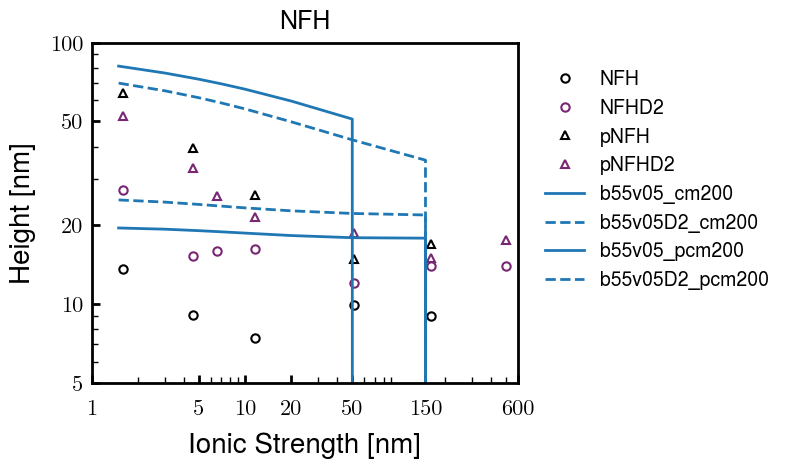 NFH
100
50
20
10
5
Height [nm]
1
5
10
20
50
150
600
Ionic Strength [nm]
NFH
NFHD2
pNFH
pNFHD2
b55v05_cm200
b55v05D2_cm200
b55v05_pcm200
b55v05D2_pcm200